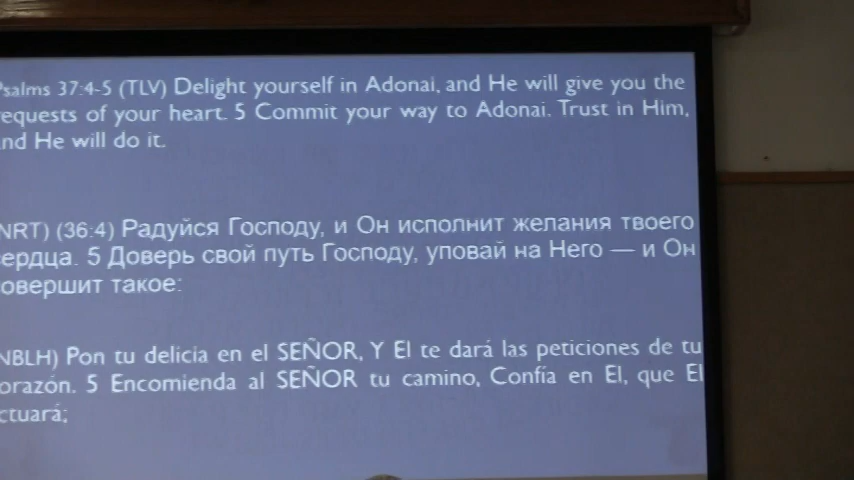 Psalms 37:4-5 (TLV) Delight yourself in Adonai, and He will give you the
equests of your heart. 5 Commit your way to Adonai. Trust in Him,
nd He will do it.
NRT) (36:4) Радуйся Господу, и Он исполнит желания твоего
ердца. 5 Доверь свой путь Господу, уповай на Него — и Он
овершит такое:
NBLH) Pon tu delicia en el SEÑOR, Y El te dará las peticiones de tu
orazón. 5 Encomienda al SEÑOR tu camino, Confía en El, que El
ctuará;